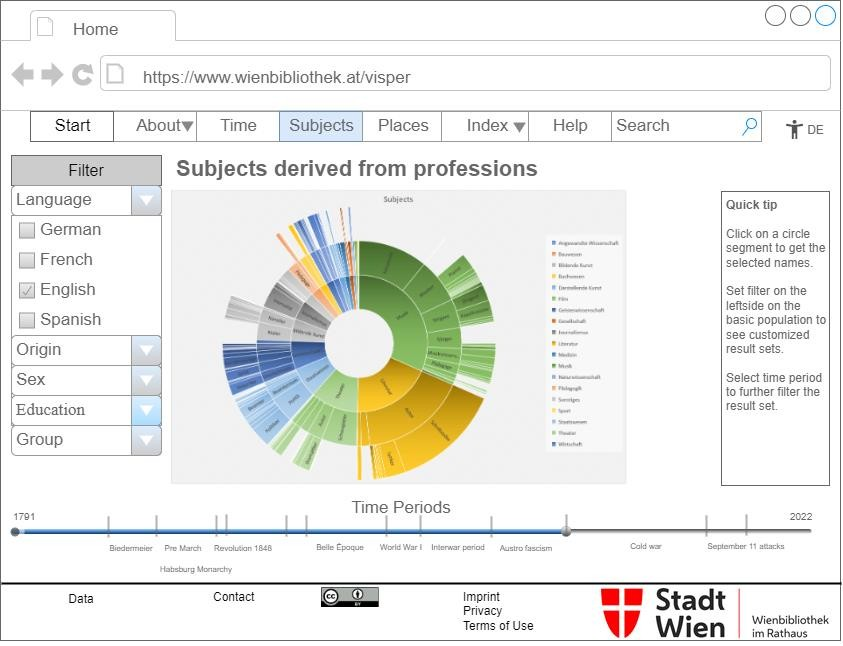 Home
https://www.wienbibliothek.at/visper
Start About Time Subjects Places Index Help Search DE
Filter
Language
German
French
English
Spanish
Origin
Sex
Education
Group
Subjects derived from professions
Subjects
Musik
Theater
Literatur
Angewandte Wissenschaft
Bauwesen
Bildende Kunst
Buchwesen
Darstellende Kunst
Film
Geisteswissenschaft
Gesellschaft
Journalismus
Literatur
Medizin
Musik
Naturwissenschaft
Pädagogik
Sonstiges
Sport
Staatswesen
Theater
Wirtschaft
Quick tip
Click on a circle
segment to get the
selected names.
Set filter on the
leftside on the
basic population to
see customized
result sets.
Select time period
to further filter the
result set.
Time Periods
1791
2022
Biedermeier Pre March Revolution 1848 Belle Époque World War I Interwar period Austro fascism Cold war September 11 attacks
Habsburg Monarchy
Data
Contact
cc BY
Imprint
Privacy
Terms of Use
Stadt
Wien
Wienbibliothek
im Rathaus